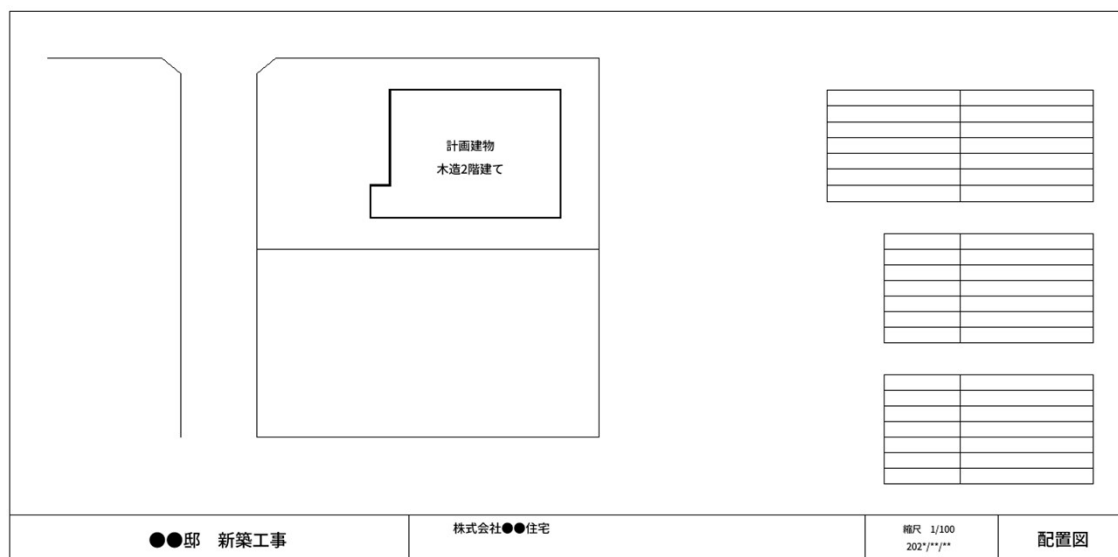 計画建物
木造2階建て
●●邸　新築工事
株式会社●●住宅
縮尺　1/100
202*/**/**
配置図